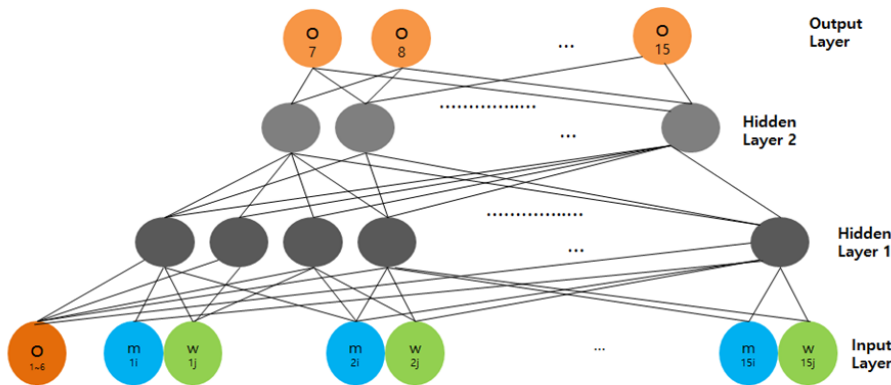 O
7
O
8
...
O
15
Output
Layer
................
...
Hidden
Layer 2
................
...
Hidden
Layer 1
O
1~6
m
1i
w
1j
m
2i
w
2j
...
m
15i
w
15j
Input
Layer